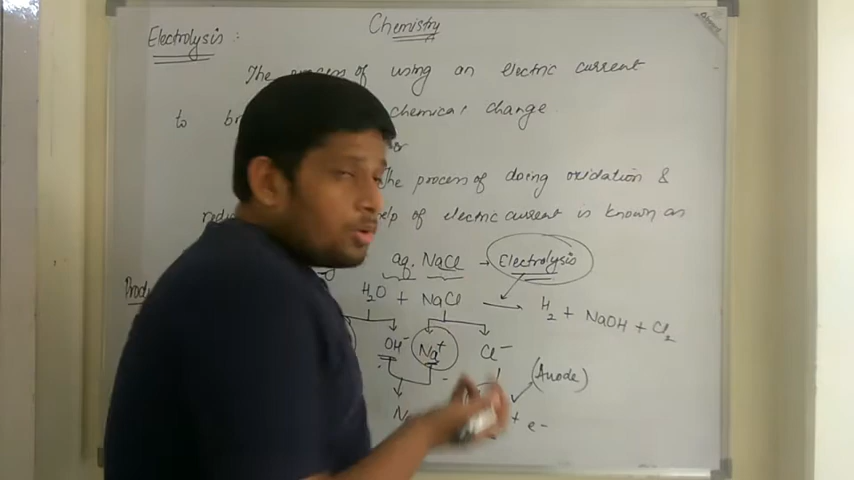 Chemistry
Electrolysis :
The process of using an electric current
to br chemical change
or
The process of doing oxidation &
help of electric current is known as
aq. NaCl → Electrolysis
H2O + NaCl → H2 + NaOH + Cl2
OH⁻ Na⁺ Cl⁻
(Anode)
+ e-